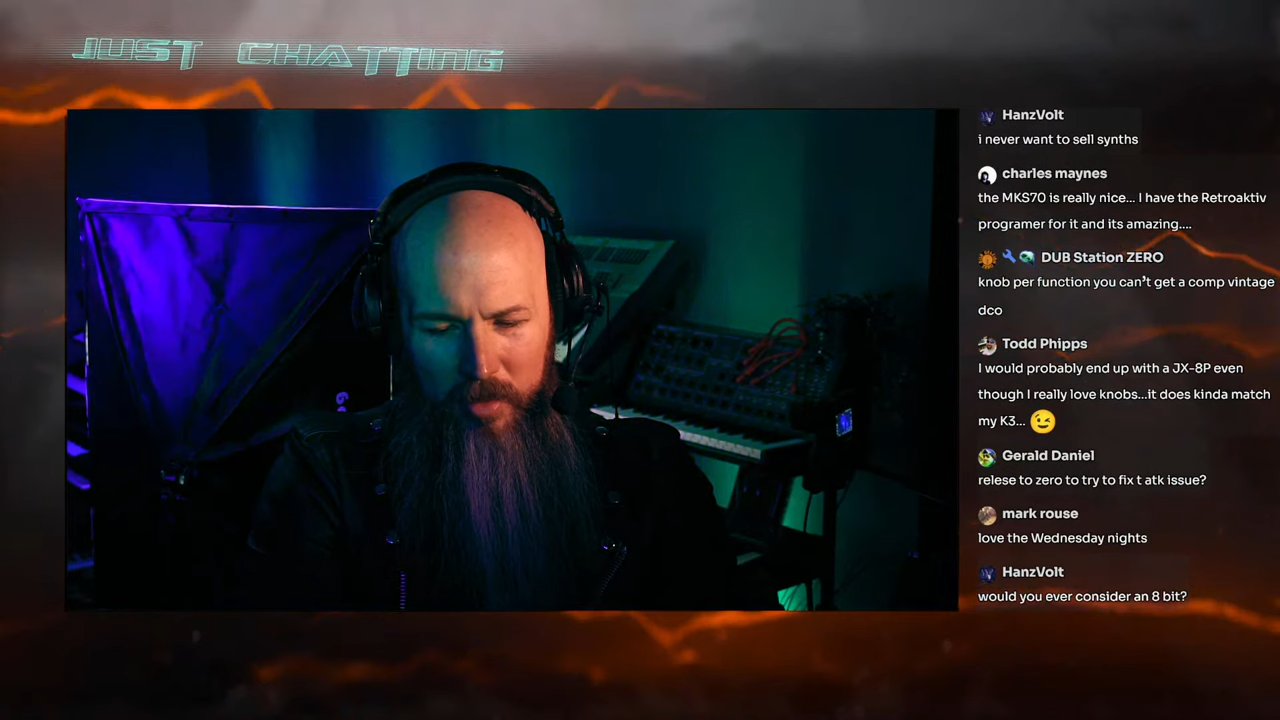 JUST CHATTING
HanzVolt
i never want to sell synths
charles maynes
the MKS70 is really nice... I have the Retroaktiv
programer for it and its amazing....
DUB Station ZERO
knob per function you can't get a comp vintage
dco
Todd Phipps
I would probably end up with a JX-8P even
though I really love knobs...it does kinda match
my K3... 😉
Gerald Daniel
relese to zero to try to fix t atk issue?
mark rouse
love the Wednesday nights
HanzVolt
would you ever consider an 8 bit?